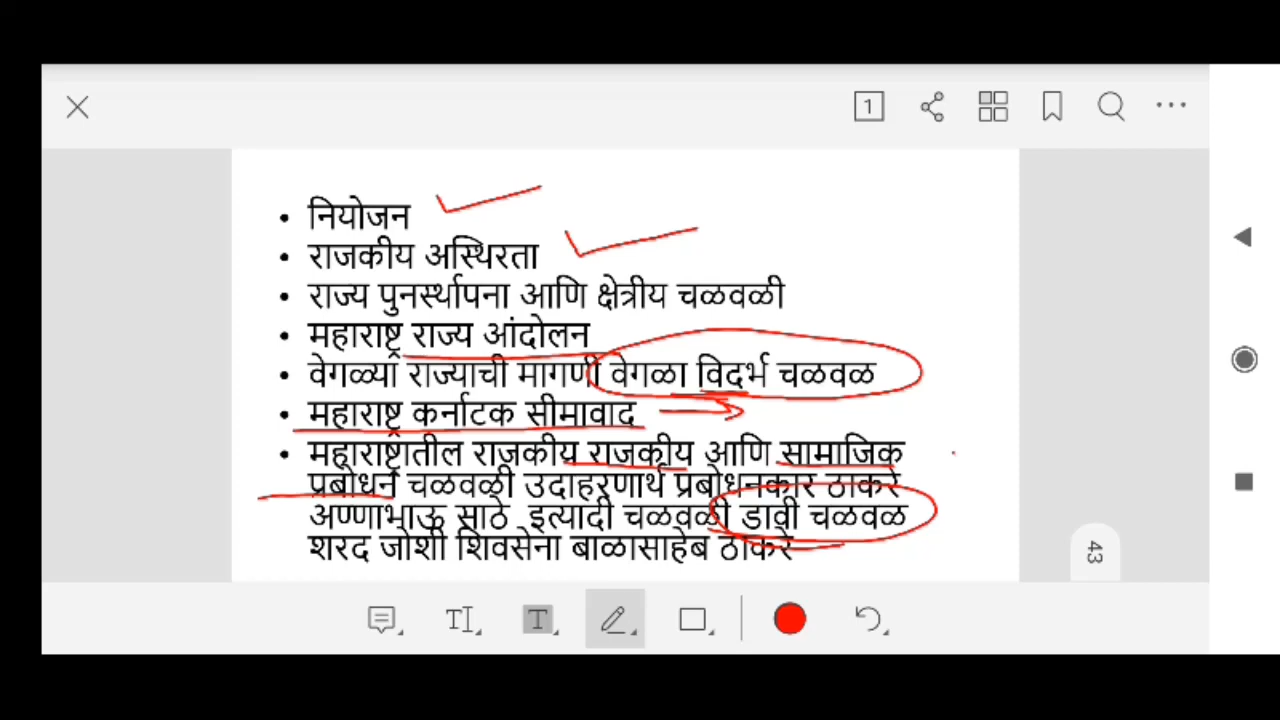 1
• नियोजन
• राजकीय अस्थिरता
• राज्य पुनर्स्थापना आणि क्षेत्रीय चळवळी
• महाराष्ट्र राज्य आंदोलन
• वेगळ्या राज्याची मागणी वेगळा विदर्भ चळवळ
• महाराष्ट्र कर्नाटक सीमावाद
• महाराष्ट्रातील राजकीय राजकीय आणि सामाजिक
प्रबोधन चळवळी उदाहरणार्थ प्रबोधनकार ठाकरे
अण्णाभाऊ साठे इत्यादी चळवळी डावी चळवळ
शरद जोशी शिवसेना बाळासाहेब ठाकरे
43
TI T